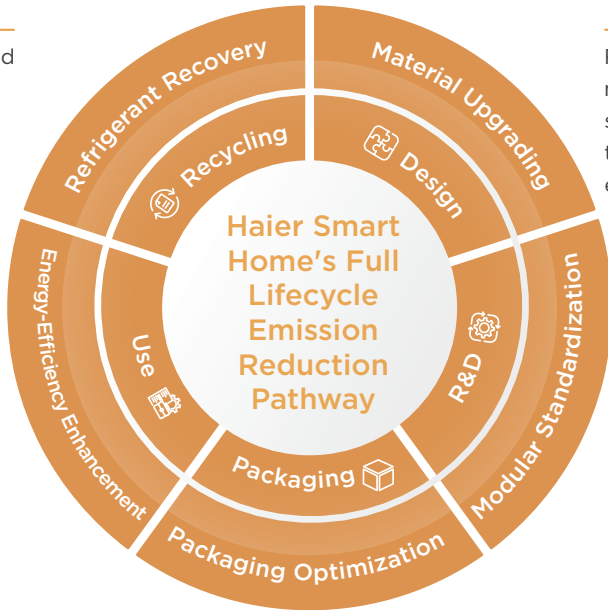 Haier Smart
Home's Full
Lifecycle
Emission
Reduction
Pathway
Material Upgrading
Design
Modular Standardization
R&D
Packaging Optimization
Packaging
Energy-Efficiency Enhancement
Use
Refrigerant Recovery
Recycling